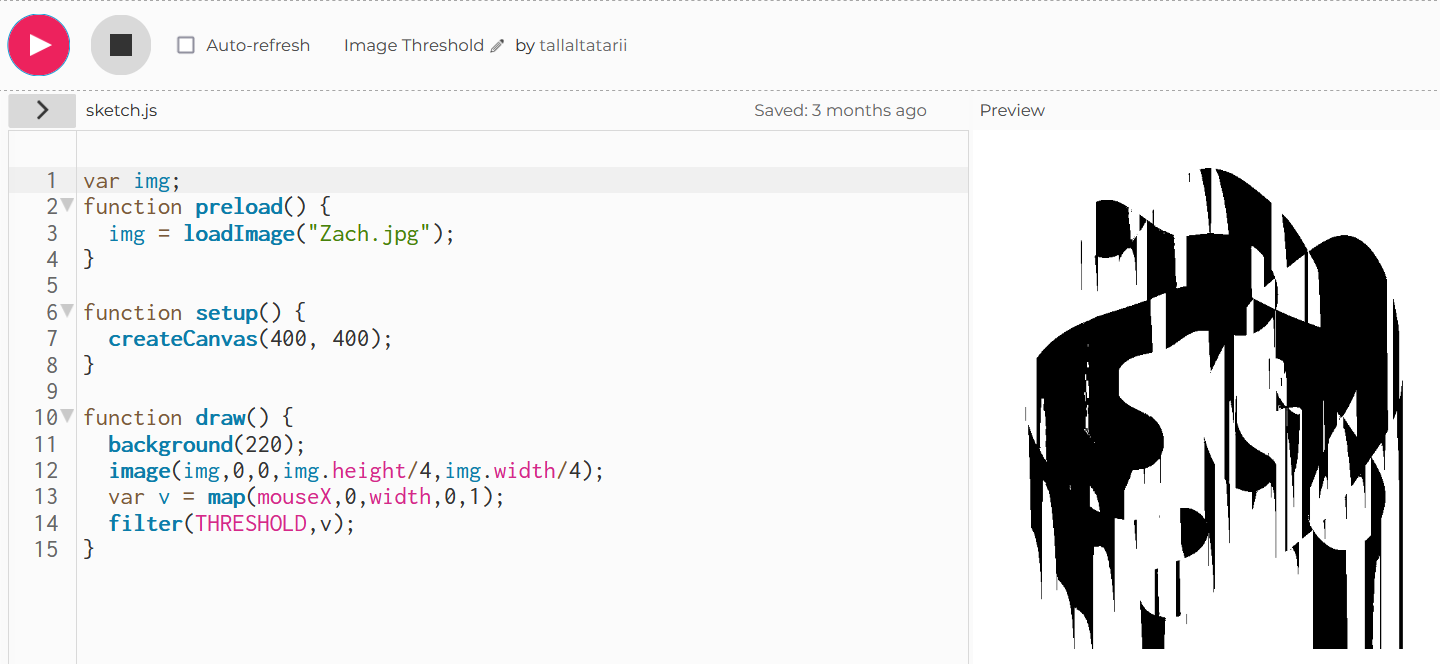 Auto-refresh Image Threshold by tallaltatarii
sketch.js Saved: 3 months ago Preview
1 var img;
2 function preload() {
3   img = loadImage("Zach.jpg");
4 }
5
6 function setup() {
7   createCanvas(400, 400);
8 }
9
10 function draw() {
11   background(220);
12   image(img,0,0,img.height/4,img.width/4);
13   var v = map(mouseX,0,width,0,1);
14   filter(THRESHOLD,v);
15 }